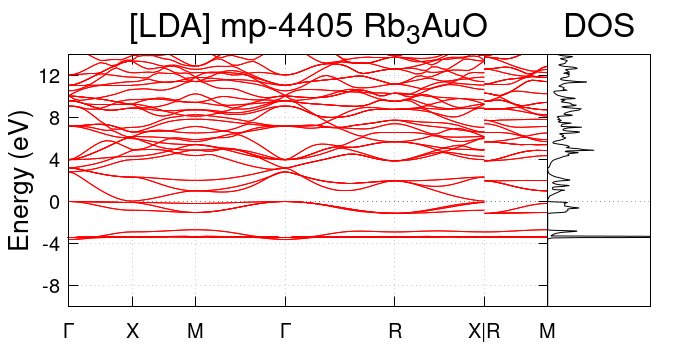 [LDA] mp-4405 Rb₃AuO DOS
Energy (eV)
12
8
4
0
-4
-8
Γ X M Γ R X|R M